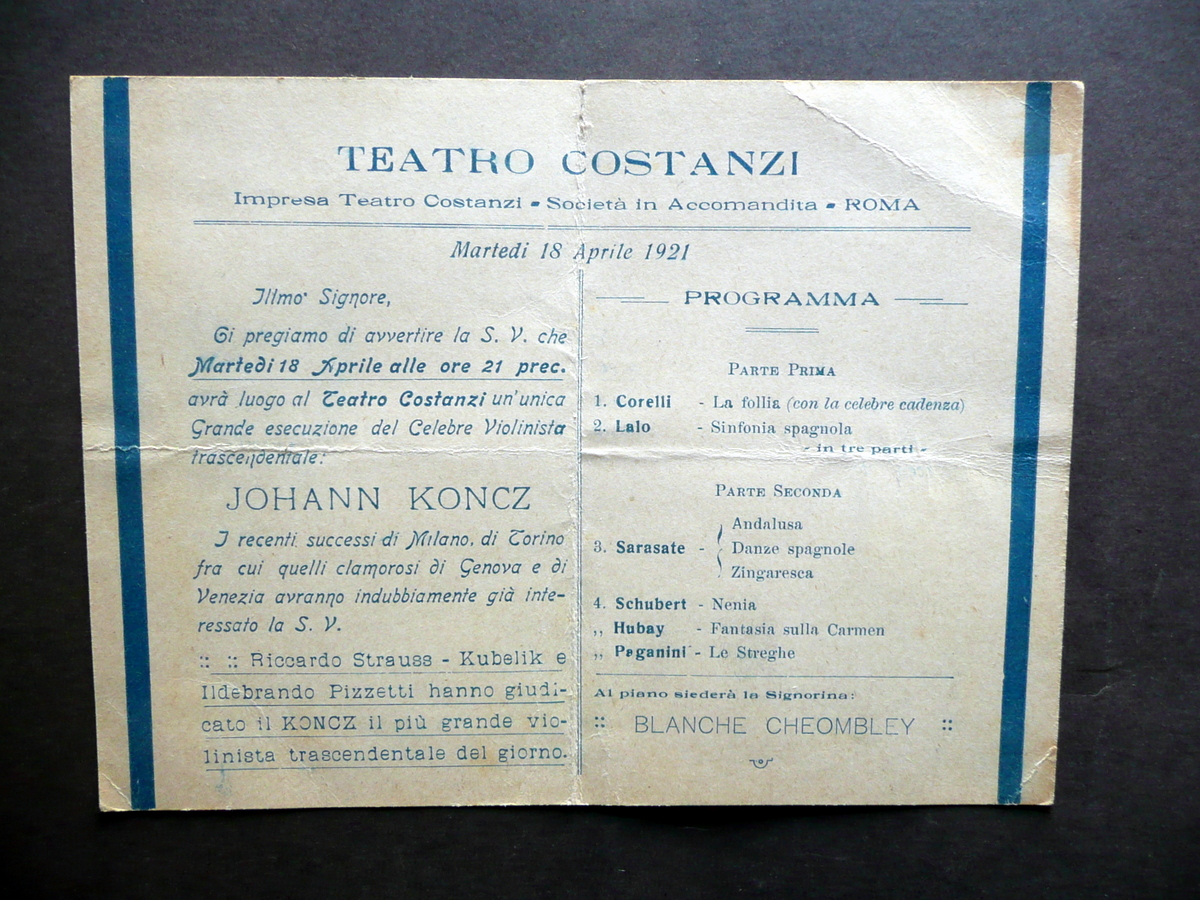 TEATRO COSTANZI
Impresa Teatro Costanzi - Società in Accomandita - ROMA
Martedi 18 Aprile 1921
Illmo Signore,
Ci pregiamo di avvertire la S. V. che
Martedi 18 Aprile alle ore 21 prec.
avrà luogo al Teatro Costanzi un'unica
Grande esecuzione del Celebre Violinista
trascendentale:
JOHANN KONCZ
I recenti successi di Milano, di Torino
fra cui quelli clamorosi di Genova e di
Venezia avranno indubbiamente già inte-
ressato la S. V.
:: :: Riccardo Strauss - Kubelik e
Ildebrando Pizzetti hanno giudi-
cato il KONCZ il più grande vio-
linista trascendentale del giorno.
PROGRAMMA
PARTE PRIMA
1. Corelli - La follia (con la celebre cadenza)
2. Lalo - Sinfonia spagnola
- in tre parti -
PARTE SECONDA
Andalusa
3. Sarasate - Danze spagnole
Zingaresca
4. Schubert - Nenia
,, Hubay - Fantasia sulla Carmen
,, Paganini - Le Streghe
Al piano siederà la Signorina:
:: BLANCHE CHEOMBLEY ::